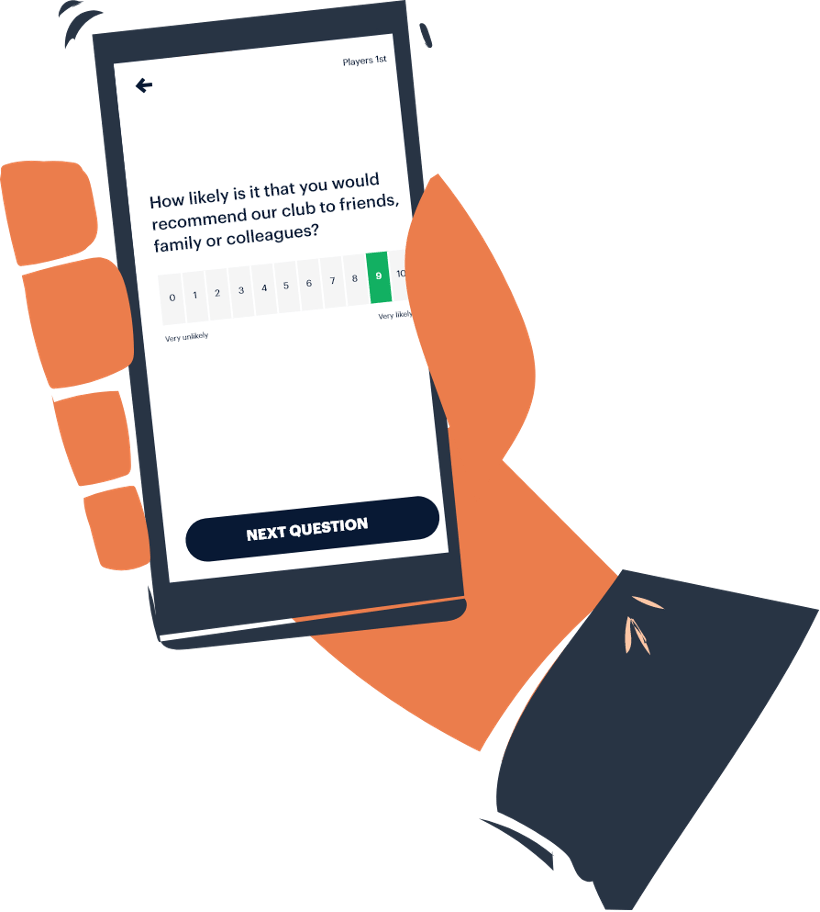 Players 1st
How likely is it that you would
recommend our club to friends,
family or colleagues?
0 1 2 3 4 5 6 7 8 9 10
Very unlikely
Very likely
NEXT QUESTION